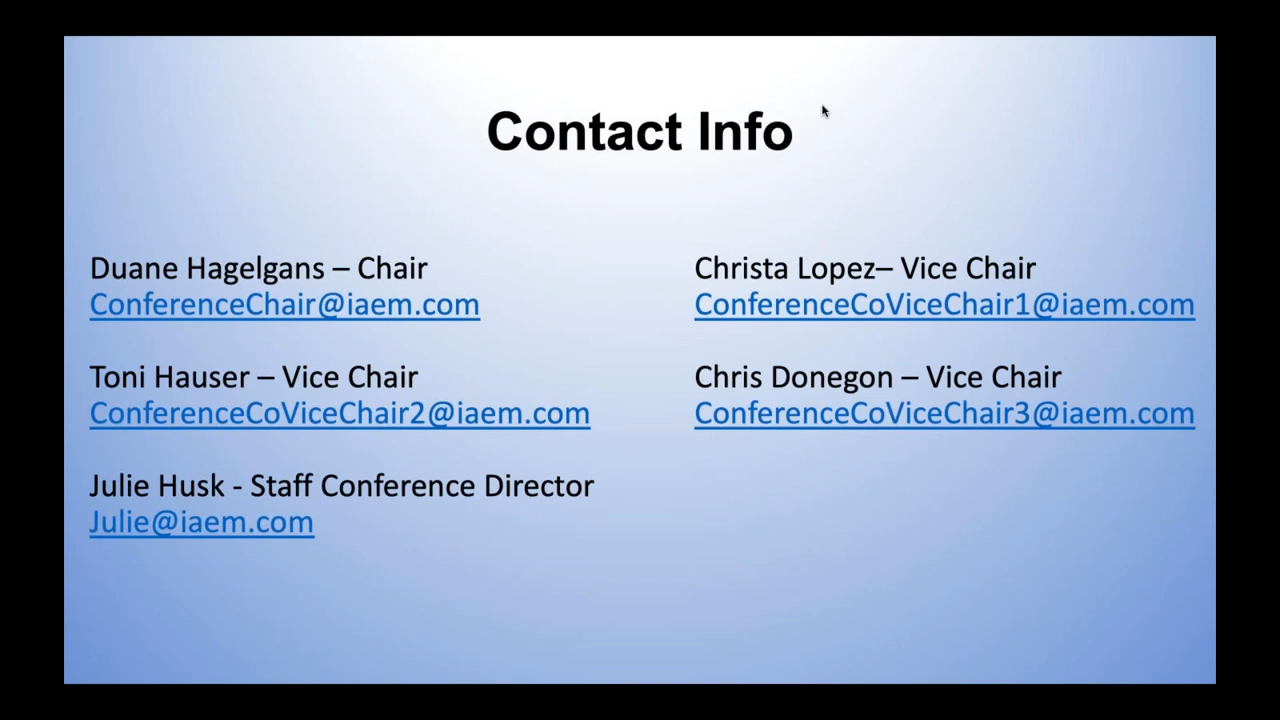 Contact Info
Duane Hagelgans – Chair
ConferenceChair@iaem.com
Christa Lopez– Vice Chair
ConferenceCoViceChair1@iaem.com
Toni Hauser – Vice Chair
ConferenceCoViceChair2@iaem.com
Chris Donegon – Vice Chair
ConferenceCoViceChair3@iaem.com
Julie Husk - Staff Conference Director
Julie@iaem.com